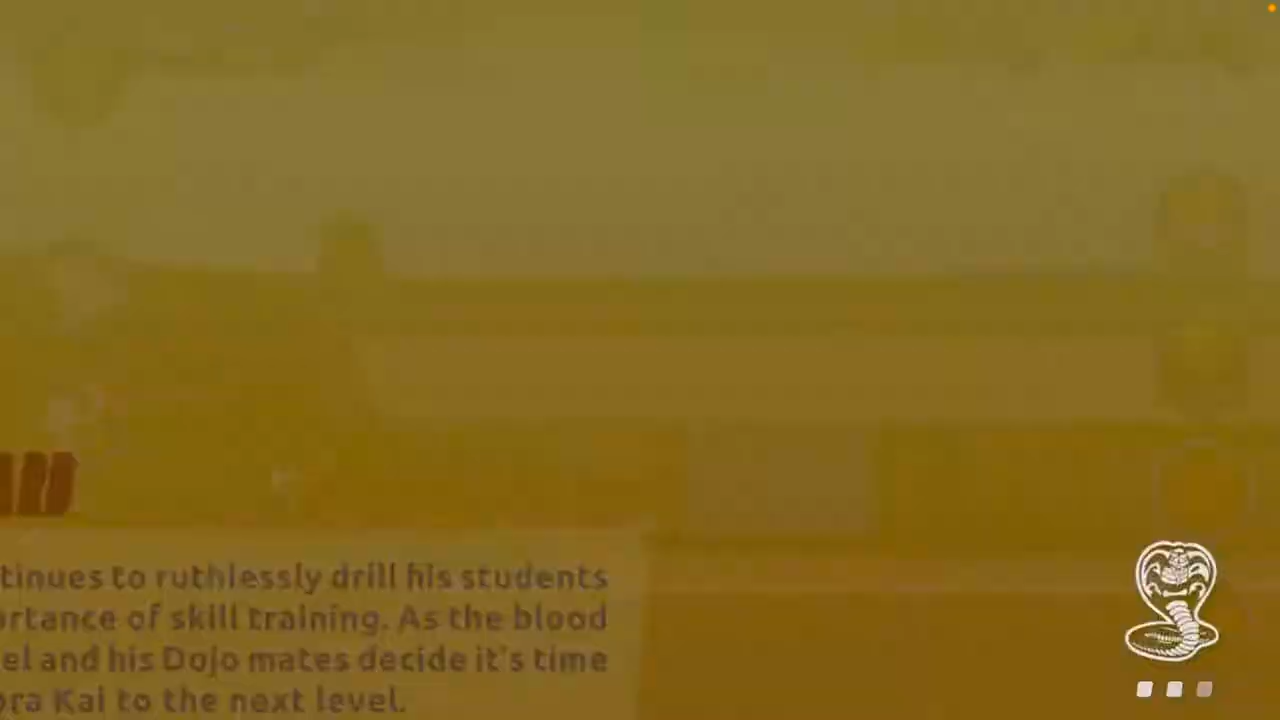 tinues to ruthlessly drill his students
rtance of skill training. As the blood
el and his Dojo mates decide it's time
ra Kai to the next level.